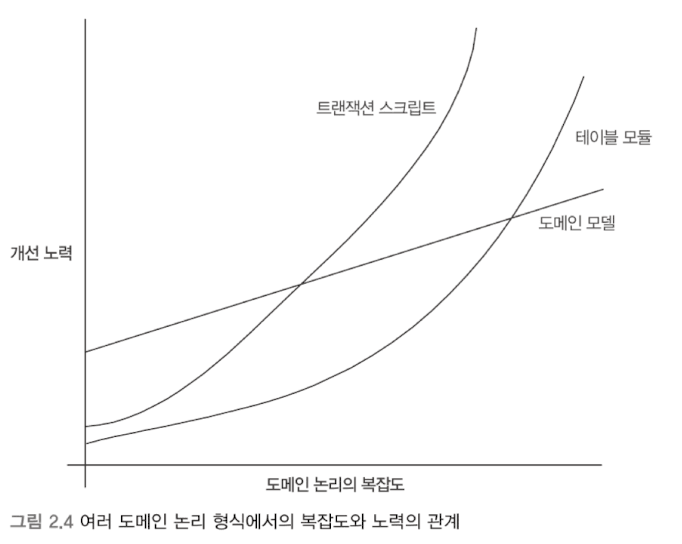 트랜잭션 스크립트
테이블 모듈
도메인 모델
개선 노력
도메인 논리의 복잡도
그림 2.4 여러 도메인 논리 형식에서의 복잡도와 노력의 관계